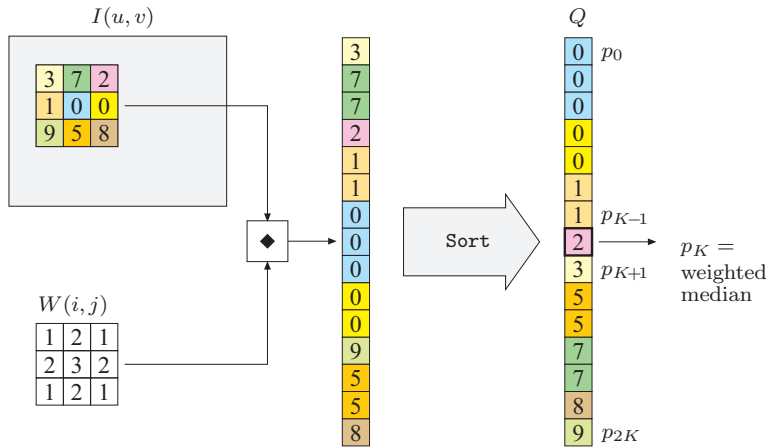 I(u, v)
3 7 2
1 0 0
9 5 8
W(i, j)
1 2 1
2 3 2
1 2 1
3
7
7
2
1
1
0
0
0
0
0
9
5
5
8
Sort
Q
0 p0
0
0
0
0
1
1 pK−1
2
3 pK+1
5
5
7
7
8
9 p2K
pK =
weighted
median